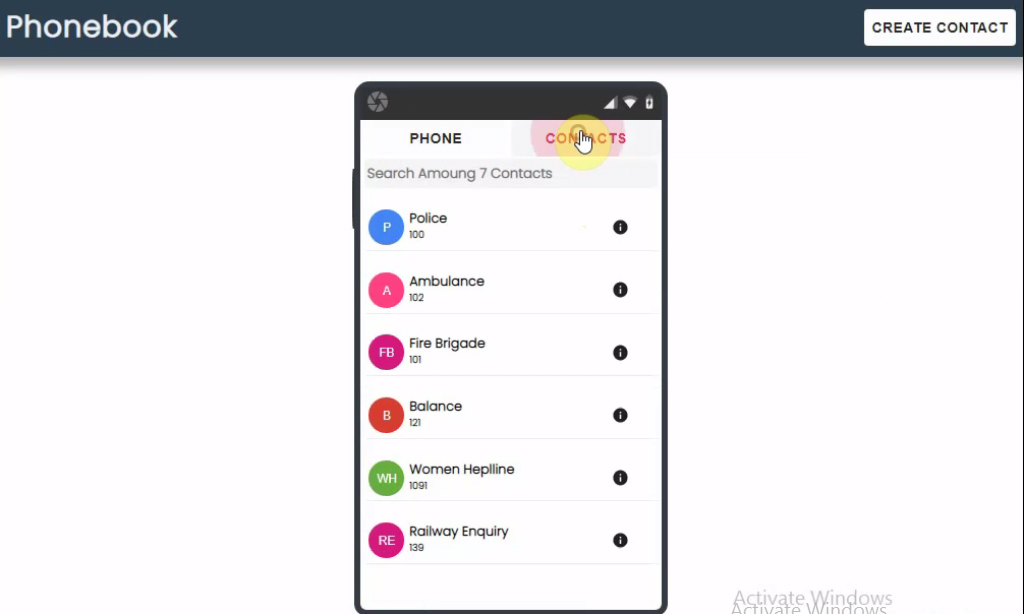 Phonebook
CREATE CONTACT
PHONE
CONTACTS
Search Amoung 7 Contacts
P
Police
100
A
Ambulance
102
FB
Fire Brigade
101
B
Balance
121
WH
Women Heplline
1091
RE
Railway Enquiry
139
Activate Windows
Activate Windows